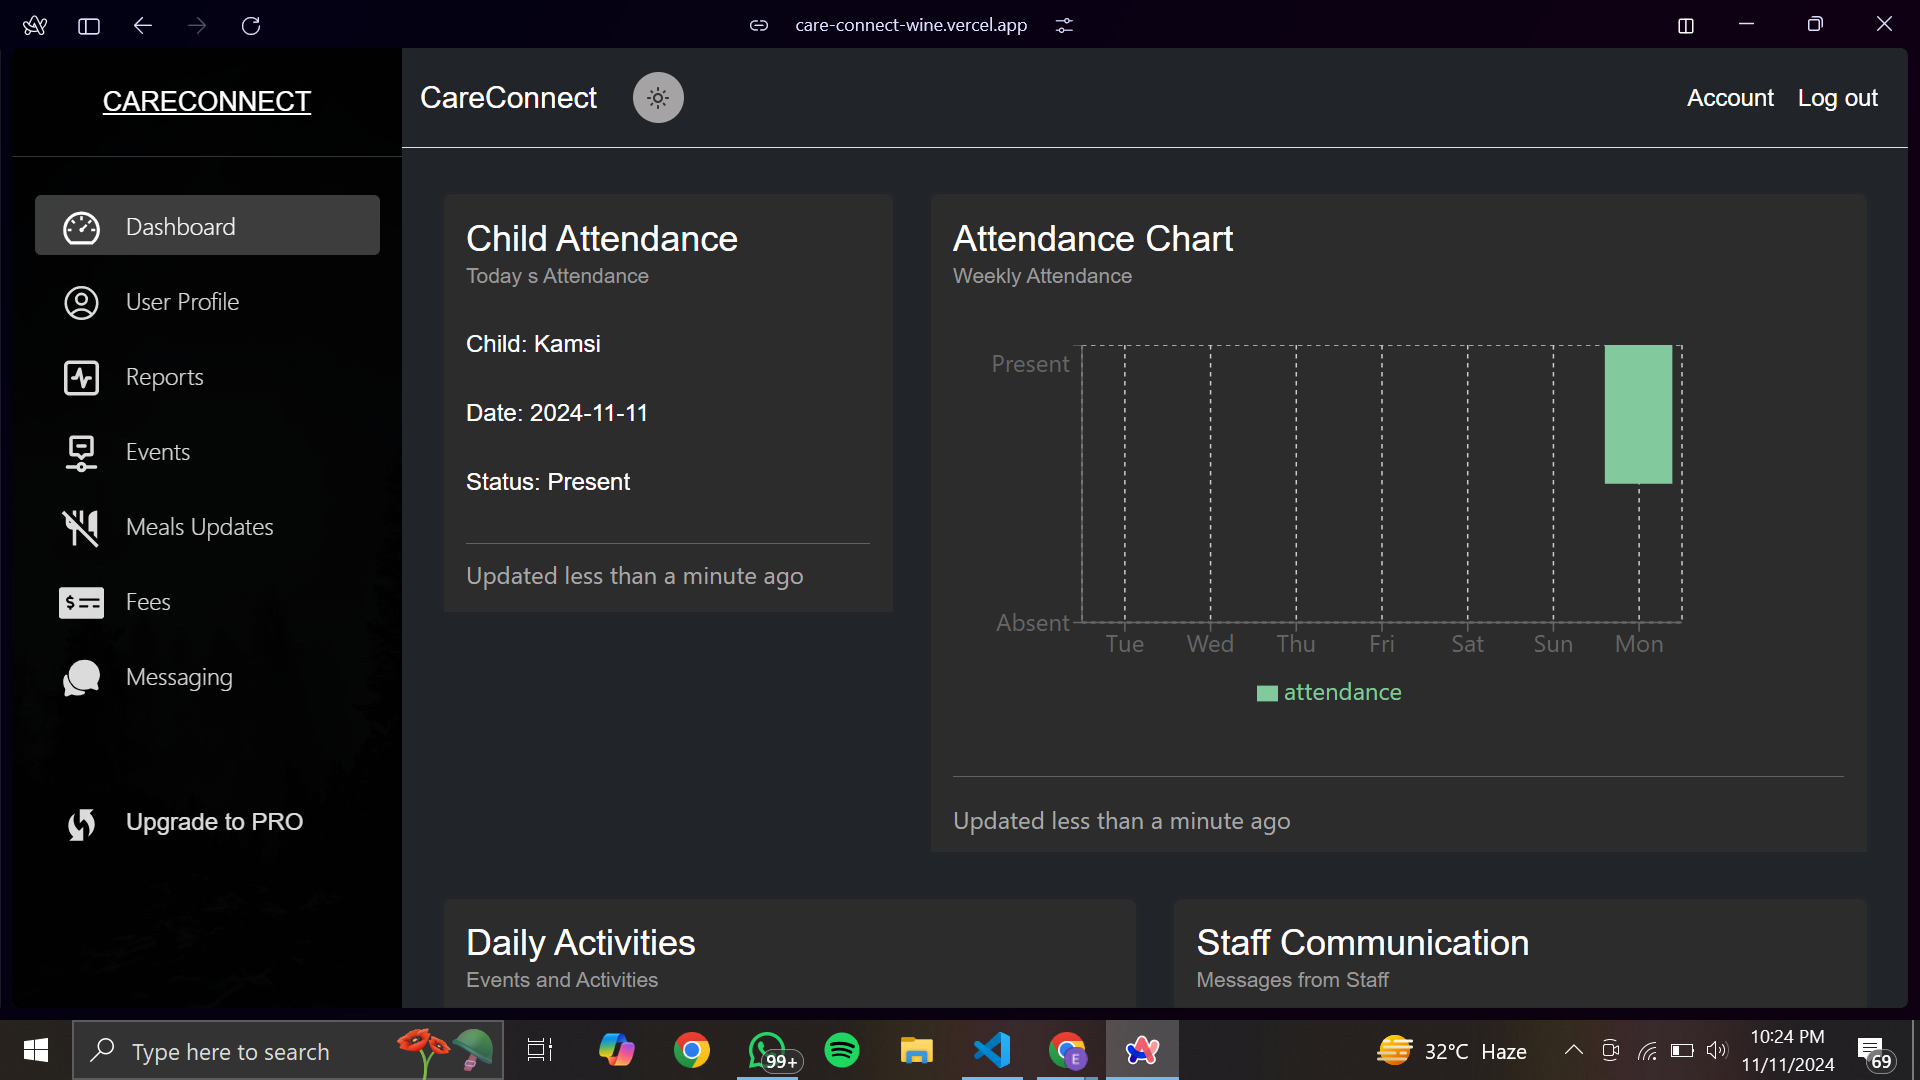 care-connect-wine.vercel.app
CARECONNECT
CareConnect
Account
Log out
Dashboard
User Profile
Reports
Events
Meals Updates
Fees
Messaging
Upgrade to PRO
Child Attendance
Today s Attendance
Child: Kamsi
Date: 2024-11-11
Status: Present
Updated less than a minute ago
Attendance Chart
Weekly Attendance
Present
Absent
Tue Wed Thu Fri Sat Sun Mon
attendance
Updated less than a minute ago
Daily Activities
Events and Activities
Staff Communication
Messages from Staff
Type here to search
99+
E
32°C Haze
10:24 PM
11/11/2024
69